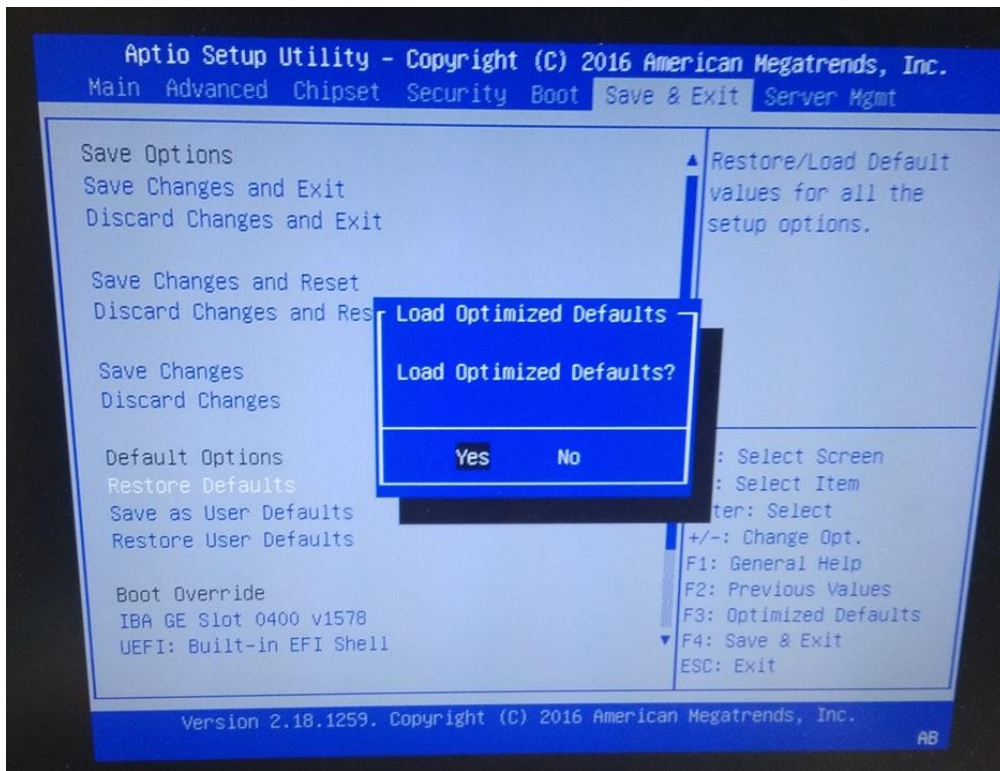 Aptio Setup Utility - Copyright (C) 2016 American Megatrends, Inc.
Main Advanced Chipset Security Boot Save & Exit Server Mgmt
Save Options
Save Changes and Exit
Discard Changes and Exit
Save Changes and Reset
Discard Changes and Res
Save Changes
Discard Changes
Default Options
Restore Defaults
Save as User Defaults
Restore User Defaults
Boot Override
IBA GE Slot 0400 v1578
UEFI: Built-in EFI Shell
Load Optimized Defaults
Load Optimized Defaults?
Yes No
Restore/Load Default
values for all the
setup options.
: Select Screen
: Select Item
ter: Select
+/-: Change Opt.
F1: General Help
F2: Previous Values
F3: Optimized Defaults
F4: Save & Exit
ESC: Exit
Version 2.18.1259. Copyright (C) 2016 American Megatrends, Inc.
AB